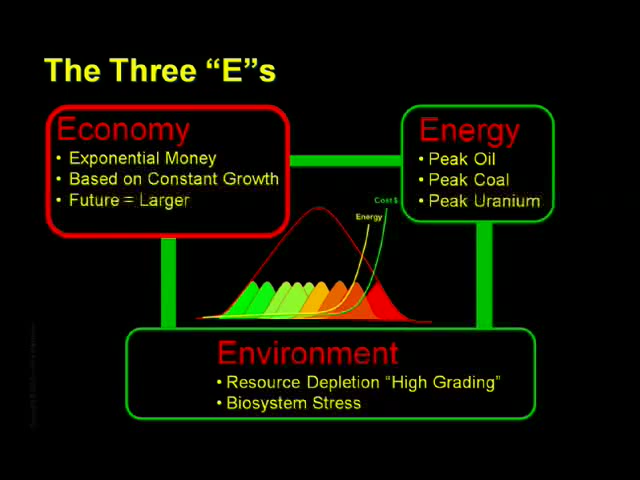 The Three “E”s
Economy
• Exponential Money
• Based on Constant Growth
• Future = Larger
Energy
• Peak Oil
• Peak Coal
• Peak Uranium
Cost $
Energy
Environment
• Resource Depletion “High Grading”
• Biosystem Stress